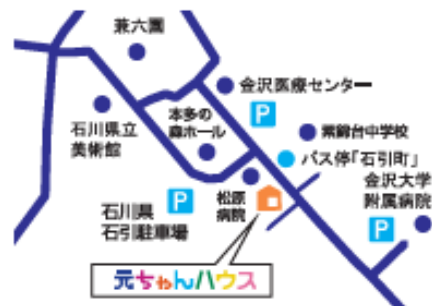 兼六園
金沢医療センター
P
本多の
森ホール
石川県立
美術館
紫錦台中学校
バス停「石引町」
金沢大学
附属病院
P
松原
病院
P
石川県
石引駐車場
元ちゃんハウス